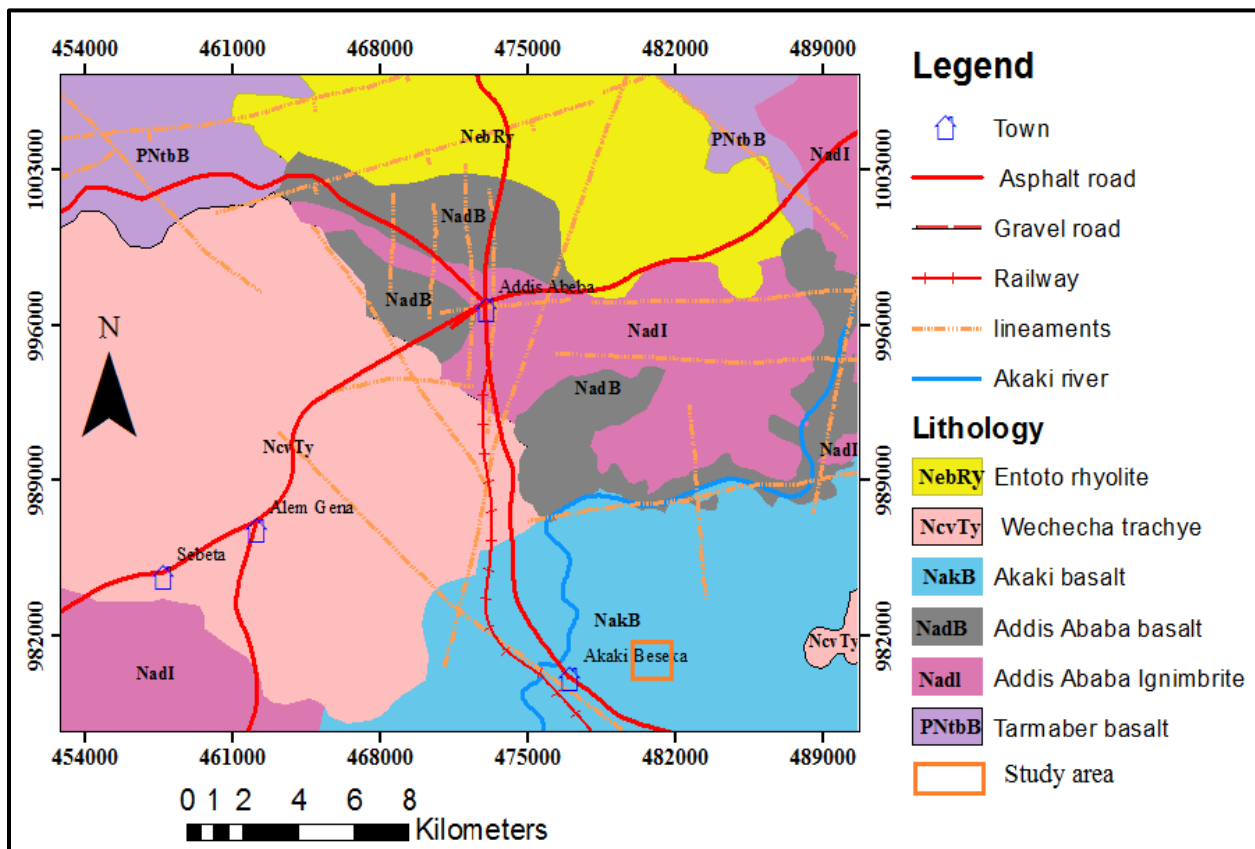 454000 461000 468000 475000 482000 489000
Legend
Town
Asphalt road
Gravel road
Railway
lineaments
Akaki river
Lithology
NebRy Entoto rhyolite
NcvTy Wechecha trachye
NakB Akaki basalt
NadB Addis Ababa basalt
NadI Addis Ababa Ignimbrite
PNtbB Tarmaber basalt
Study area
1003000
996000
989000
982000
1003000
996000
989000
982000
N
NebRy
PNtbB
PNtbB
NadI
NadB
Addis Abeba
NadB
NadI
NadB
NcvTy
NadI
Alem Gena
Sebeta
NakB
NcvTy
Akaki Beseka
NadI
454000 461000 468000 475000 482000 489000
0 1 2 4 6 8
Kilometers